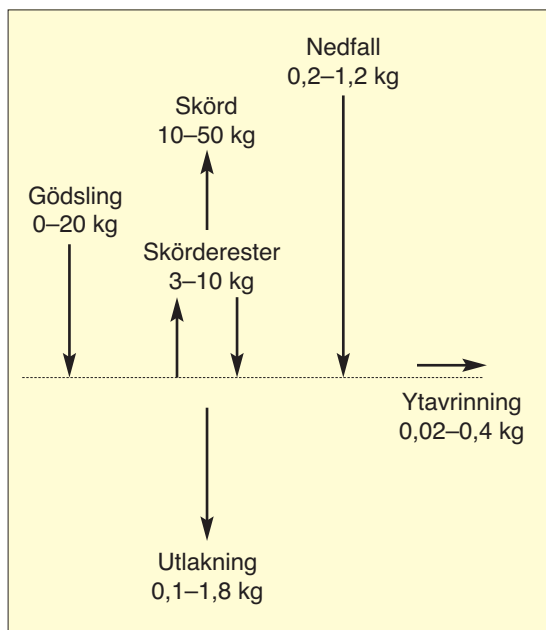 Nedfall
0,2–1,2 kg
Skörd
10–50 kg
Gödsling
0–20 kg
Skörderester
3–10 kg
Ytavrinning
0,02–0,4 kg
Utlakning
0,1–1,8 kg